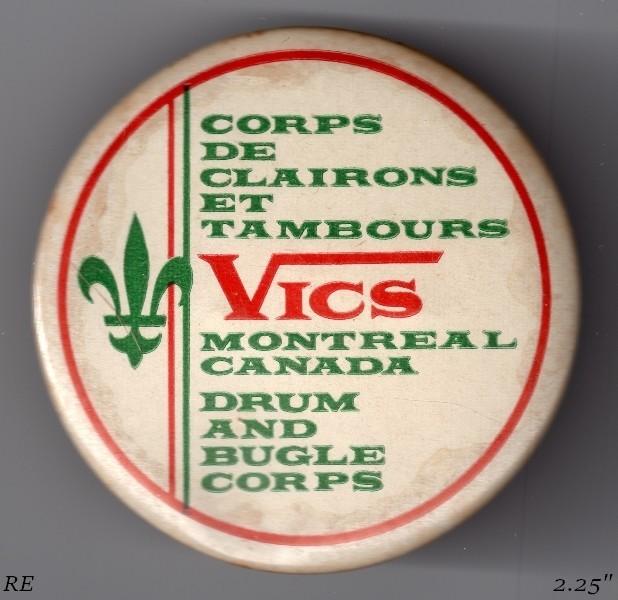 CORPS
DE
CLAIRONS
ET
TAMBOURS
VICS
MONTREAL
CANADA
DRUM
AND
BUGLE
CORPS
RE 2.25"